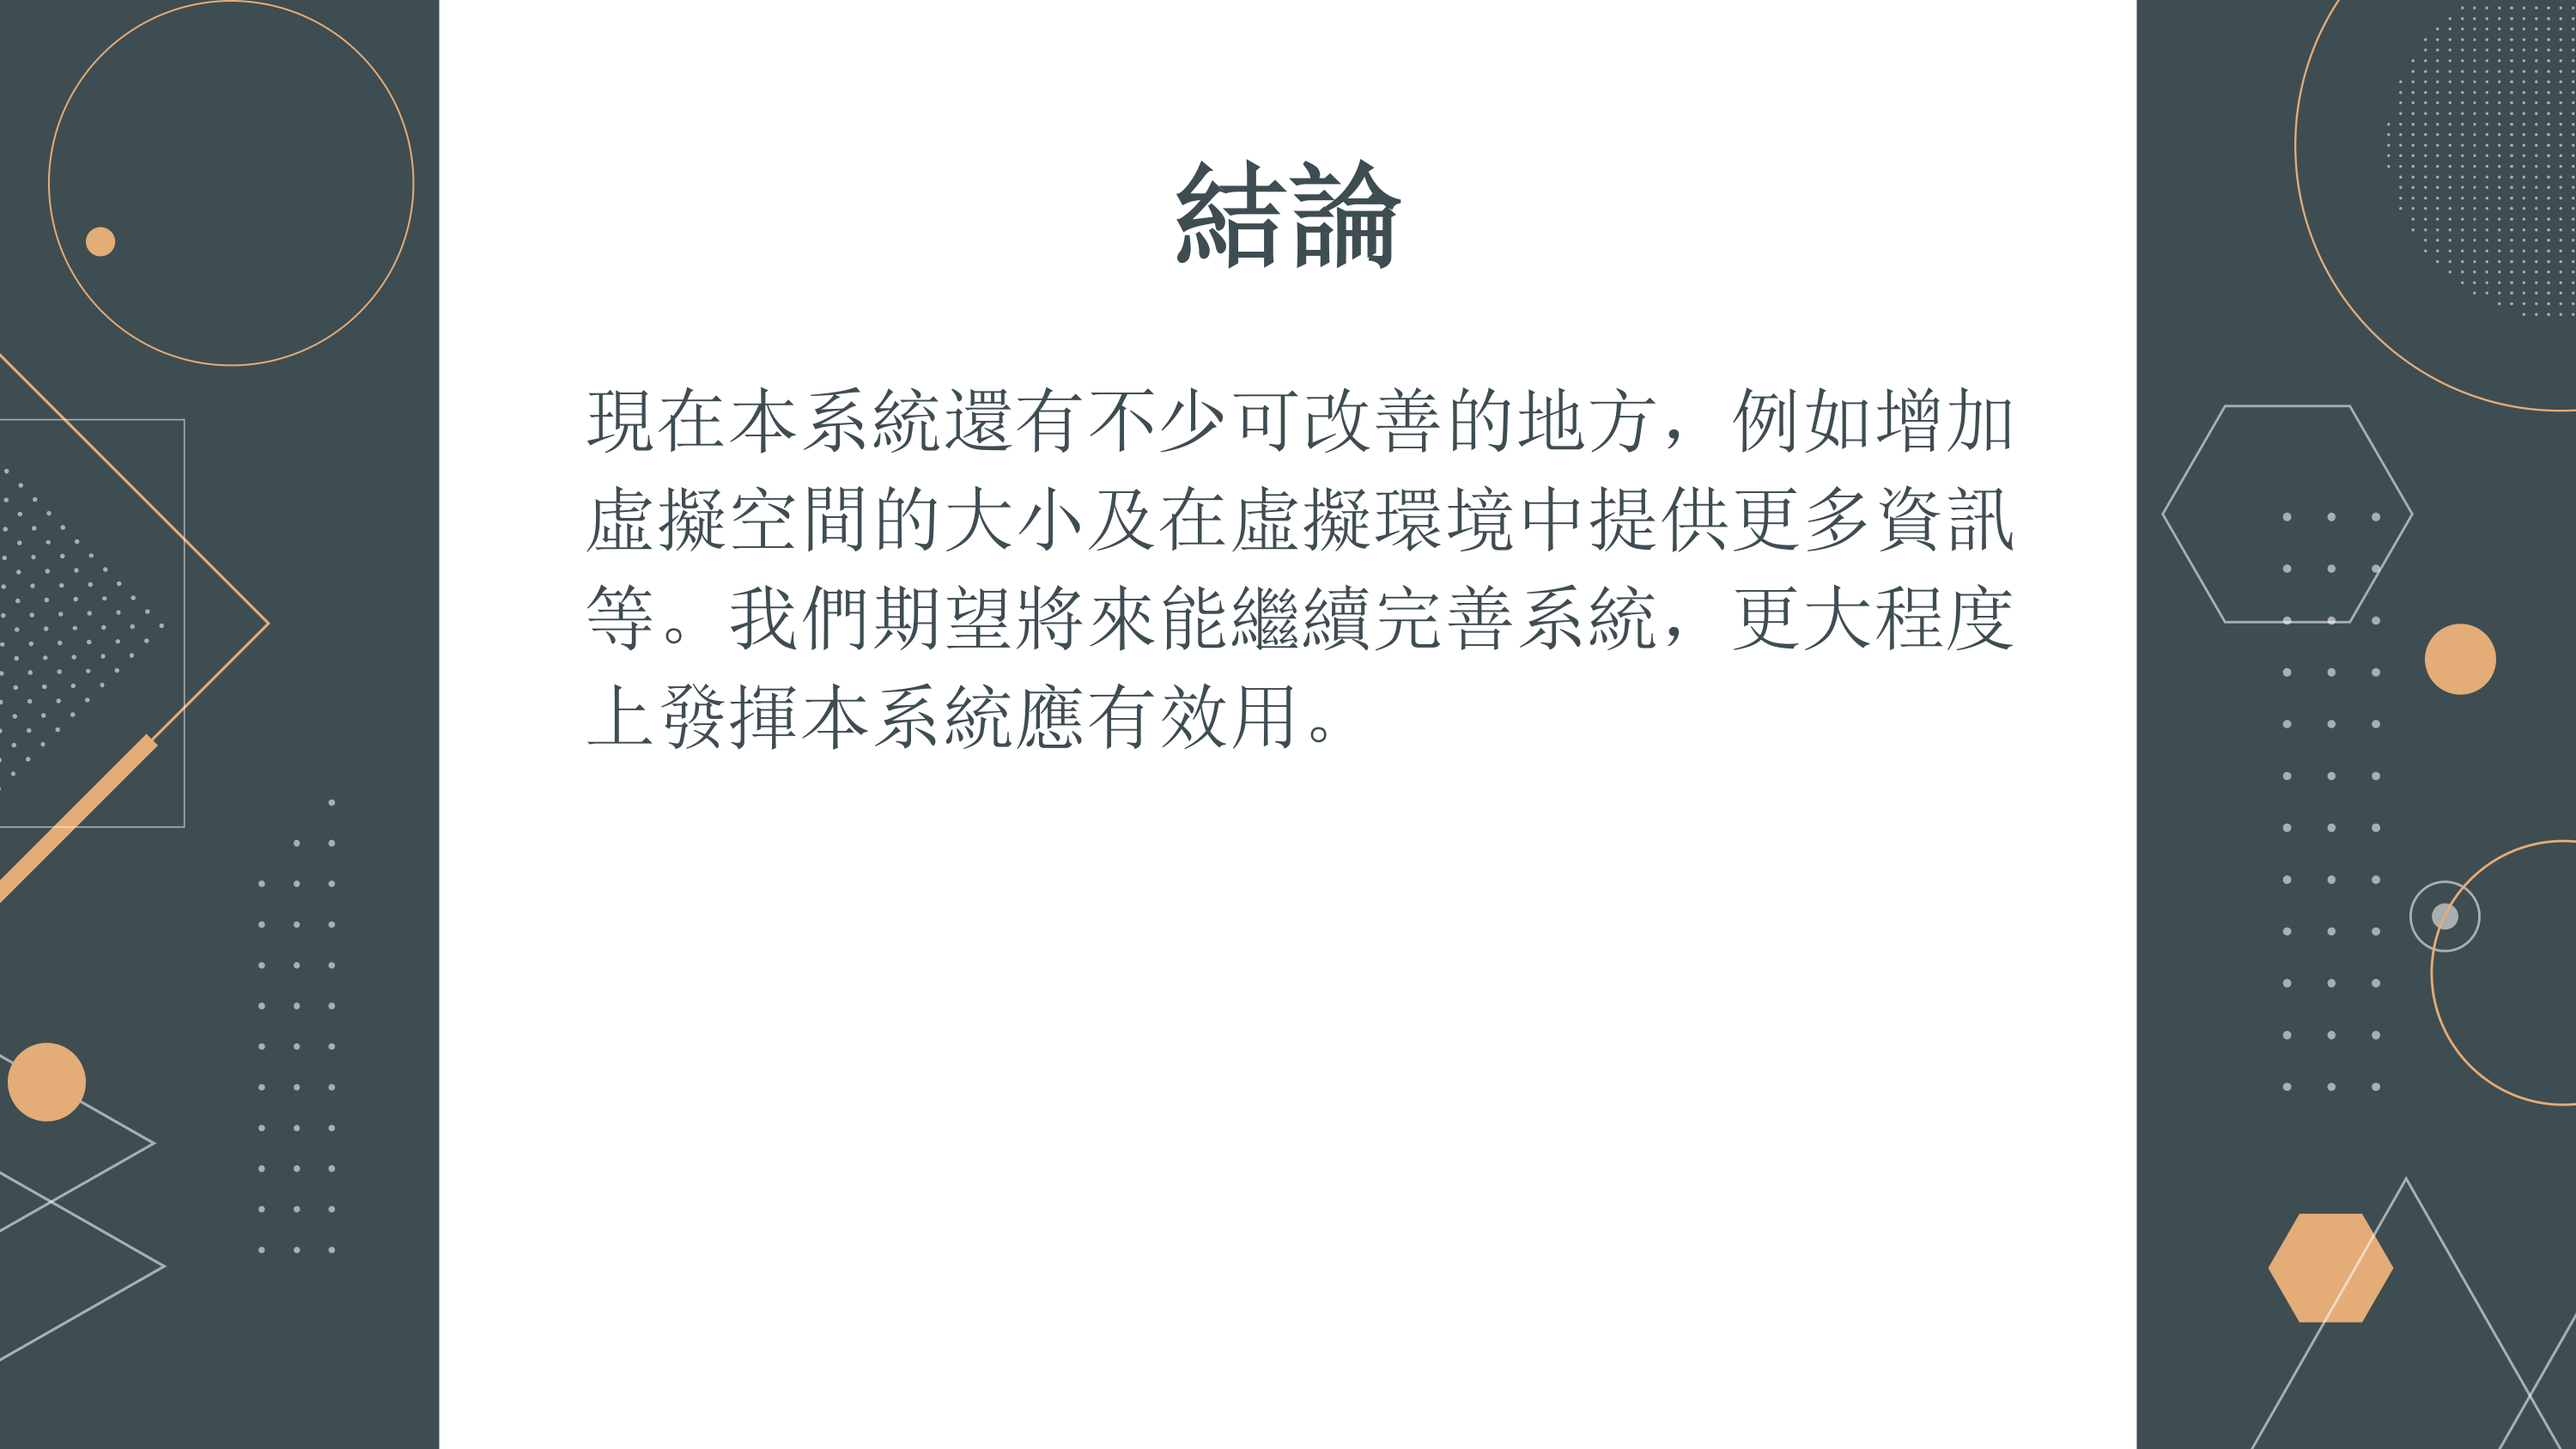 結論
現在本系統還有不少可改善的地方，例如增加
虛擬空間的大小及在虛擬環境中提供更多資訊
等。我們期望將來能繼續完善系統，更大程度
上發揮本系統應有效用。